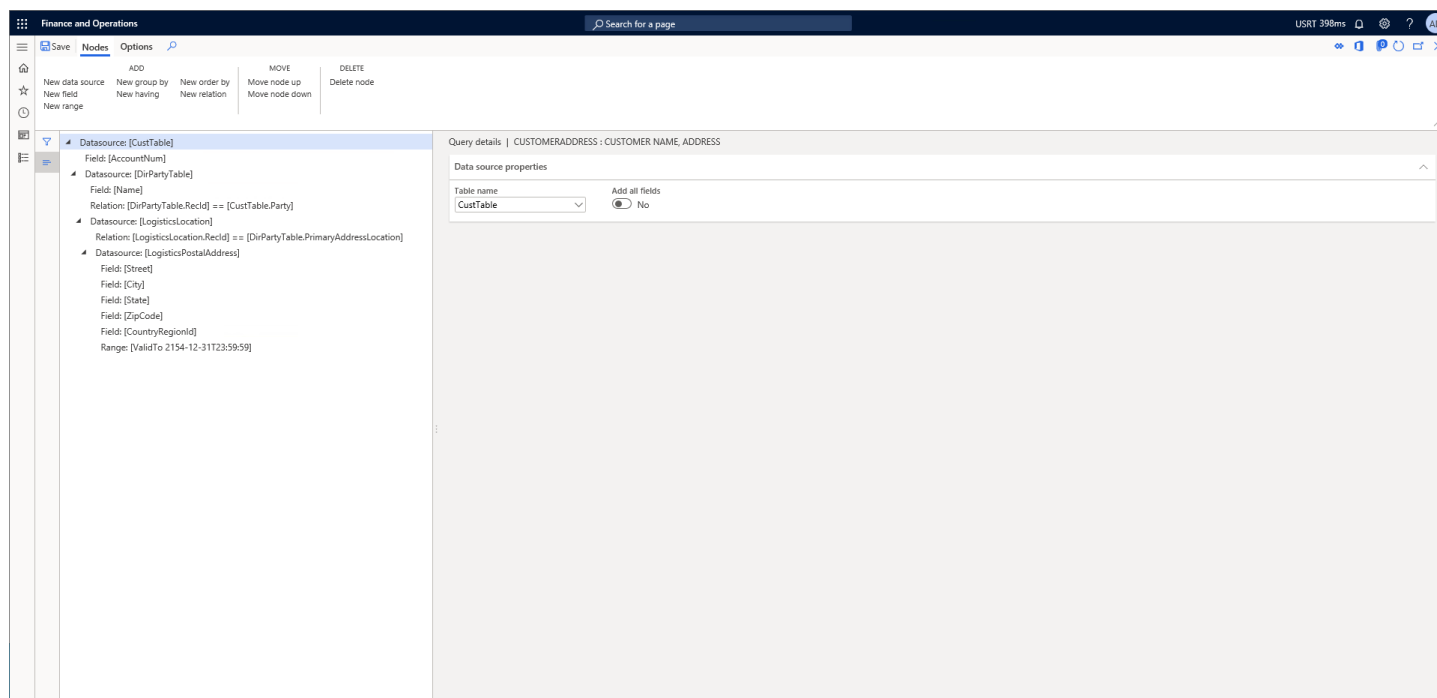 Finance and Operations
Search for a page
USRT 398ms
Save Nodes Options
0
ADD MOVE DELETE
New data source New group by New order by Move node up Delete node
New field New having New relation Move node down
New range
Datasource: [CustTable]
Field: [AccountNum]
Datasource: [DirPartyTable]
Field: [Name]
Relation: [DirPartyTable.RecId] == [CustTable.Party]
Datasource: [LogisticsLocation]
Relation: [LogisticsLocation.RecId] == [DirPartyTable.PrimaryAddressLocation]
Datasource: [LogisticsPostalAddress]
Field: [Street]
Field: [City]
Field: [State]
Field: [ZipCode]
Field: [CountryRegionId]
Range: [ValidTo 2154-12-31T23:59:59]
Query details | CUSTOMERADDRESS : CUSTOMER NAME, ADDRESS
Data source properties
Table name Add all fields
CustTable No